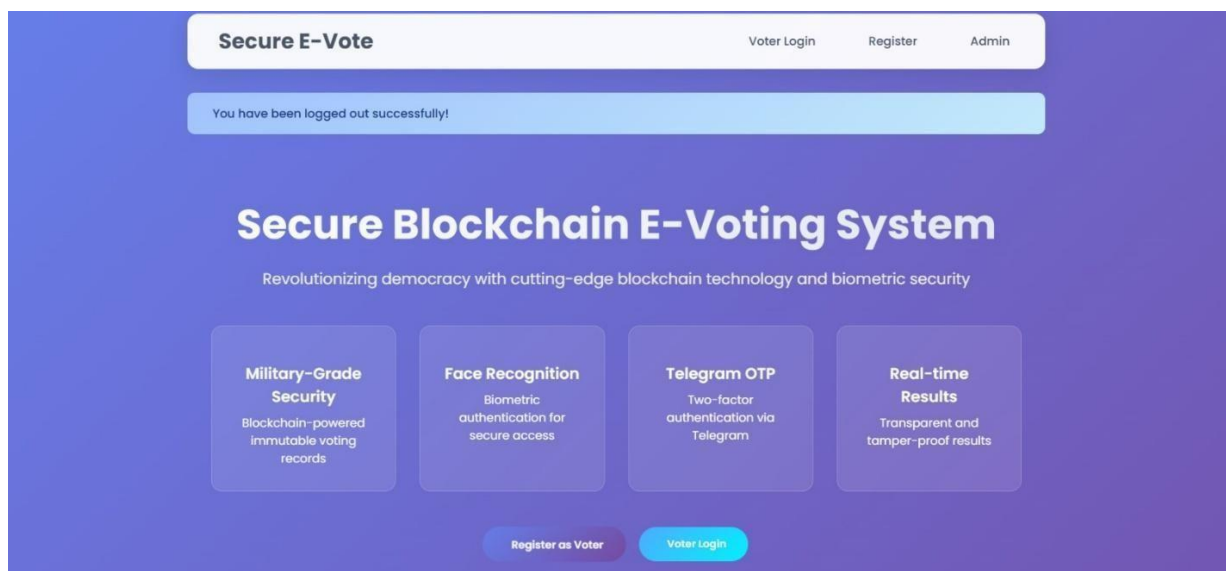 Secure E-Vote
Voter Login
Register
Admin
You have been logged out successfully!
Secure Blockchain E-Voting System
Revolutionizing democracy with cutting-edge blockchain technology and biometric security
Military-Grade
Security
Blockchain-powered
immutable voting
records
Face Recognition
Biometric
authentication for
secure access
Telegram OTP
Two-factor
authentication via
Telegram
Real-time
Results
Transparent and
tamper-proof results
Register as Voter
Voter Login